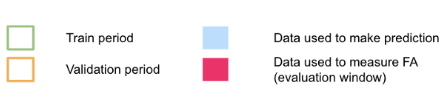 Train period
Data used to make prediction
Validation period
Data used to measure FA
(evaluation window)